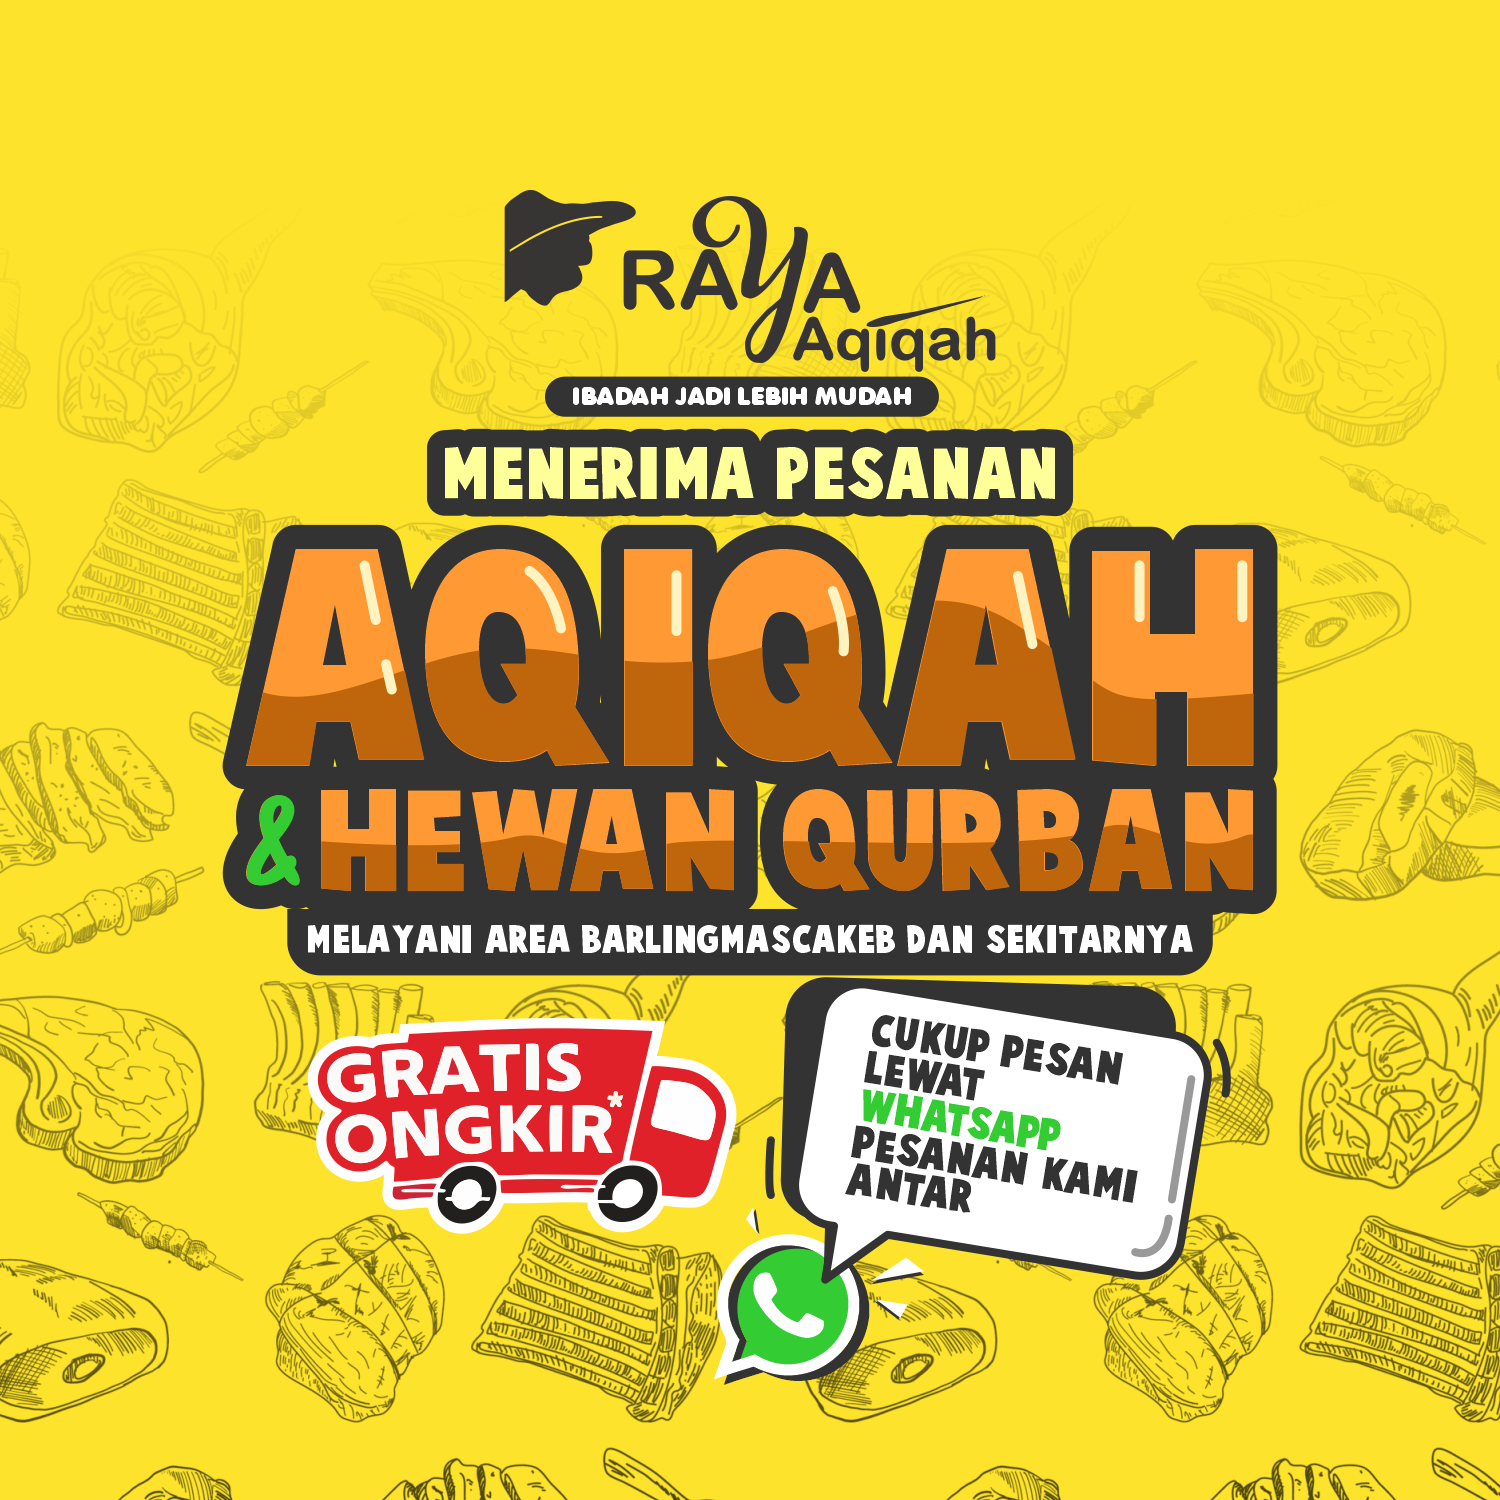 RAYA
Aqiqah
IBADAH JADI LEBIH MUDAH
MENERIMA PESANAN
AQIQAH
& HEWAN QURBAN
MELAYANI AREA BARLINGMASCAKEB DAN SEKITARNYA
GRATIS
ONGKIR*
CUKUP PESAN
LEWAT
WHATSAPP
PESANAN KAMI
ANTAR